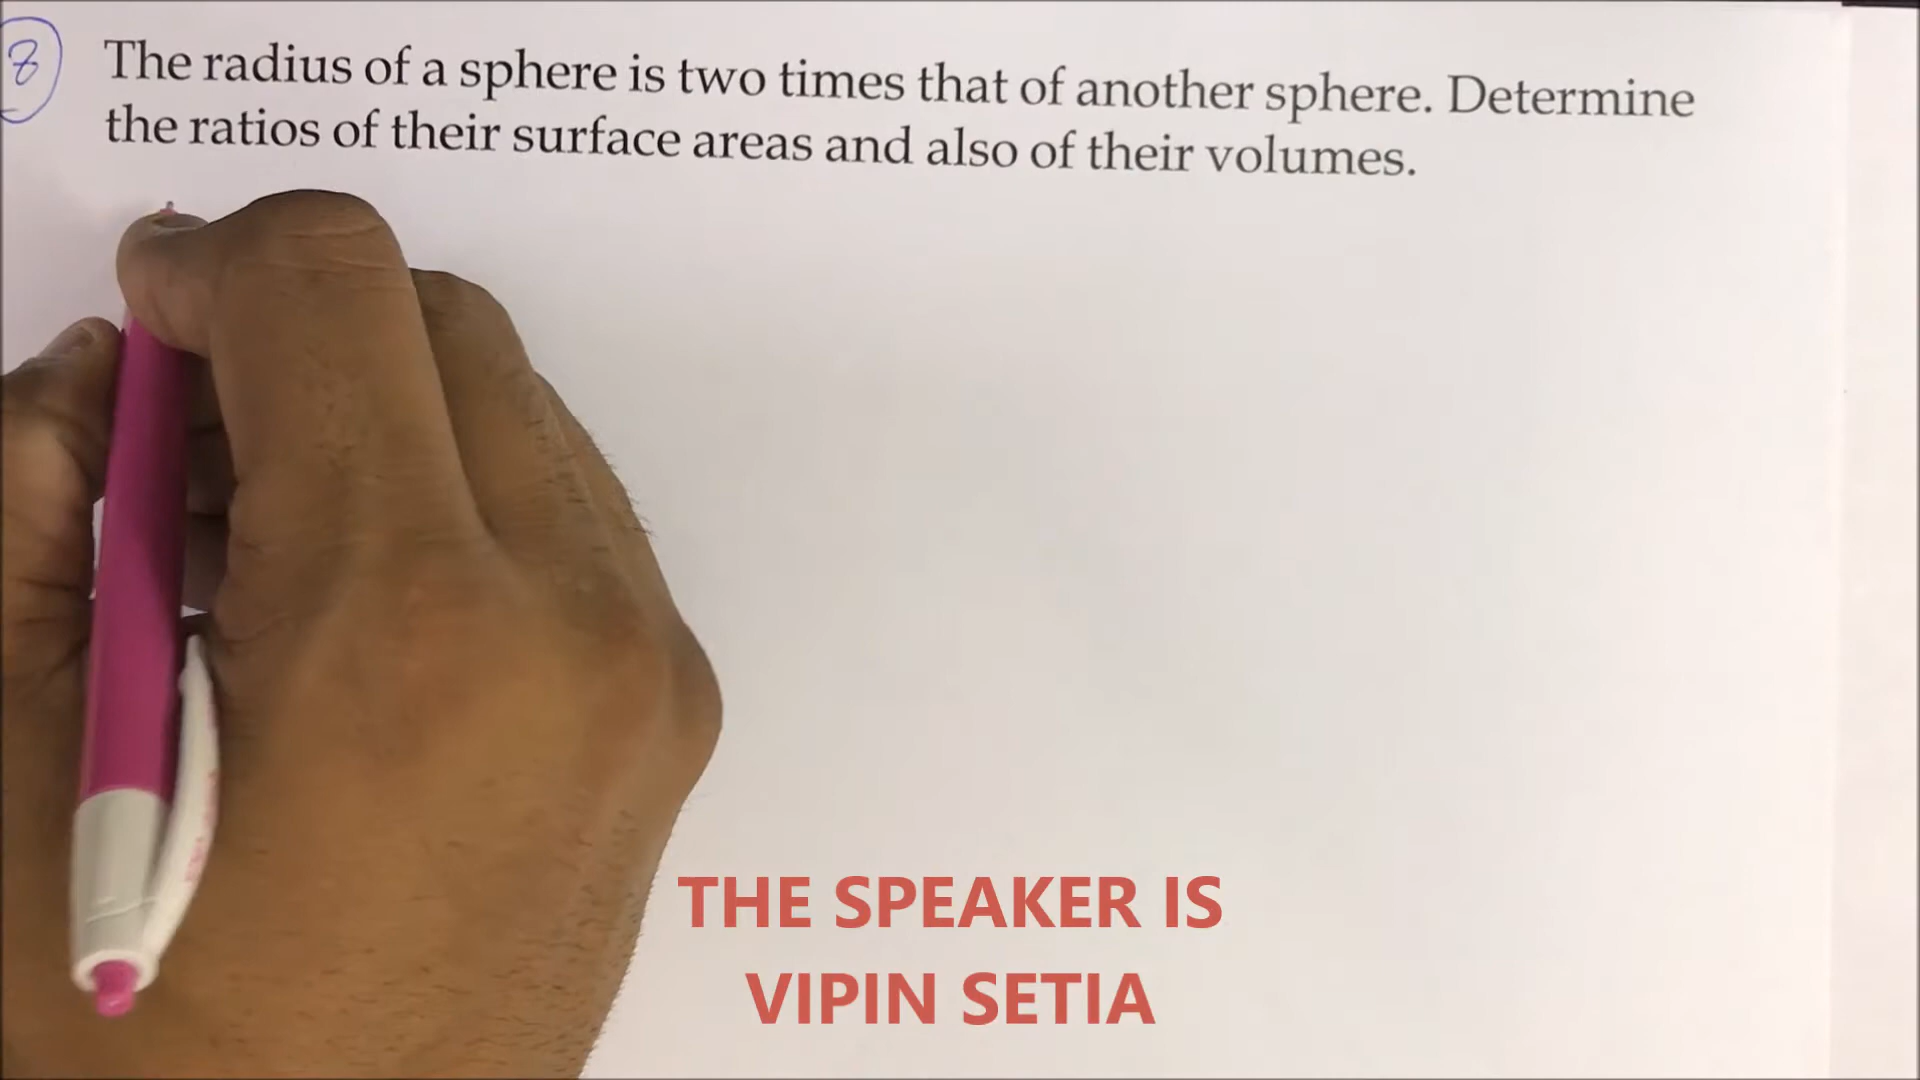 8
The radius of a sphere is two times that of another sphere. Determine
the ratios of their surface areas and also of their volumes.
THE SPEAKER IS
VIPIN SETIA